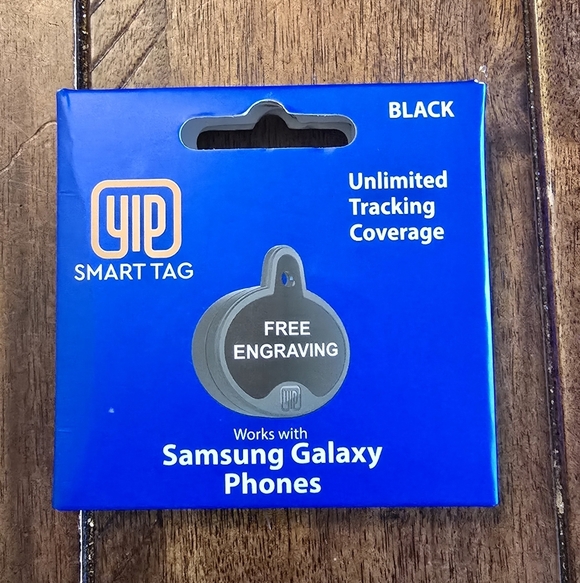 BLACK
Unlimited
Tracking
Coverage
YIP
SMART TAG
FREE
ENGRAVING
YIP
Works with
Samsung Galaxy
Phones